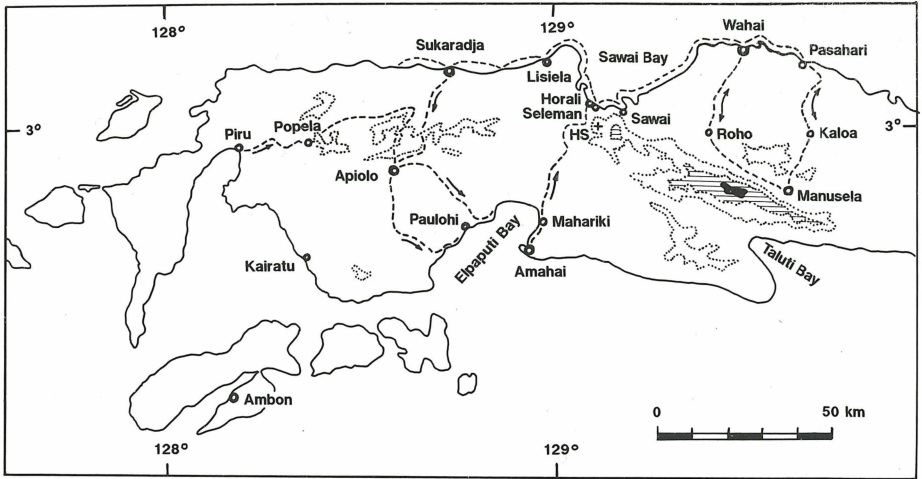 128°
129°
Wahai
Sukaradja
Sawai Bay
Pasahari
Lisiela
Horali
Seleman
Sawai
3°
3°
Popela
Piru
HS
Roho
Kaloa
Apiolo
Manusela
Paulohi
Mahariki
Elpaputi Bay
Kairatu
Amahai
Taluti Bay
Ambon
0
50 km
128°
129°